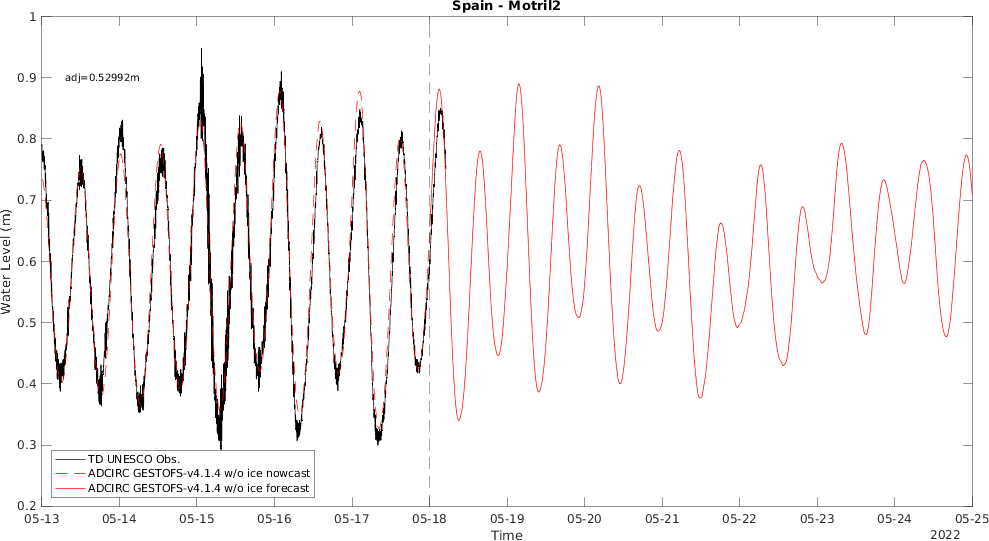 Spain - Motril2
1
0.9
0.8
0.7
0.6
0.5
0.4
0.3
0.2
Water Level (m)
adj=0.52992m
TD UNESCO Obs.
ADCIRC GESTOFS-v4.1.4 w/o ice nowcast
ADCIRC GESTOFS-v4.1.4 w/o ice forecast
05-13 05-14 05-15 05-16 05-17 05-18 05-19 05-20 05-21 05-22 05-23 05-24 05-25
Time
2022